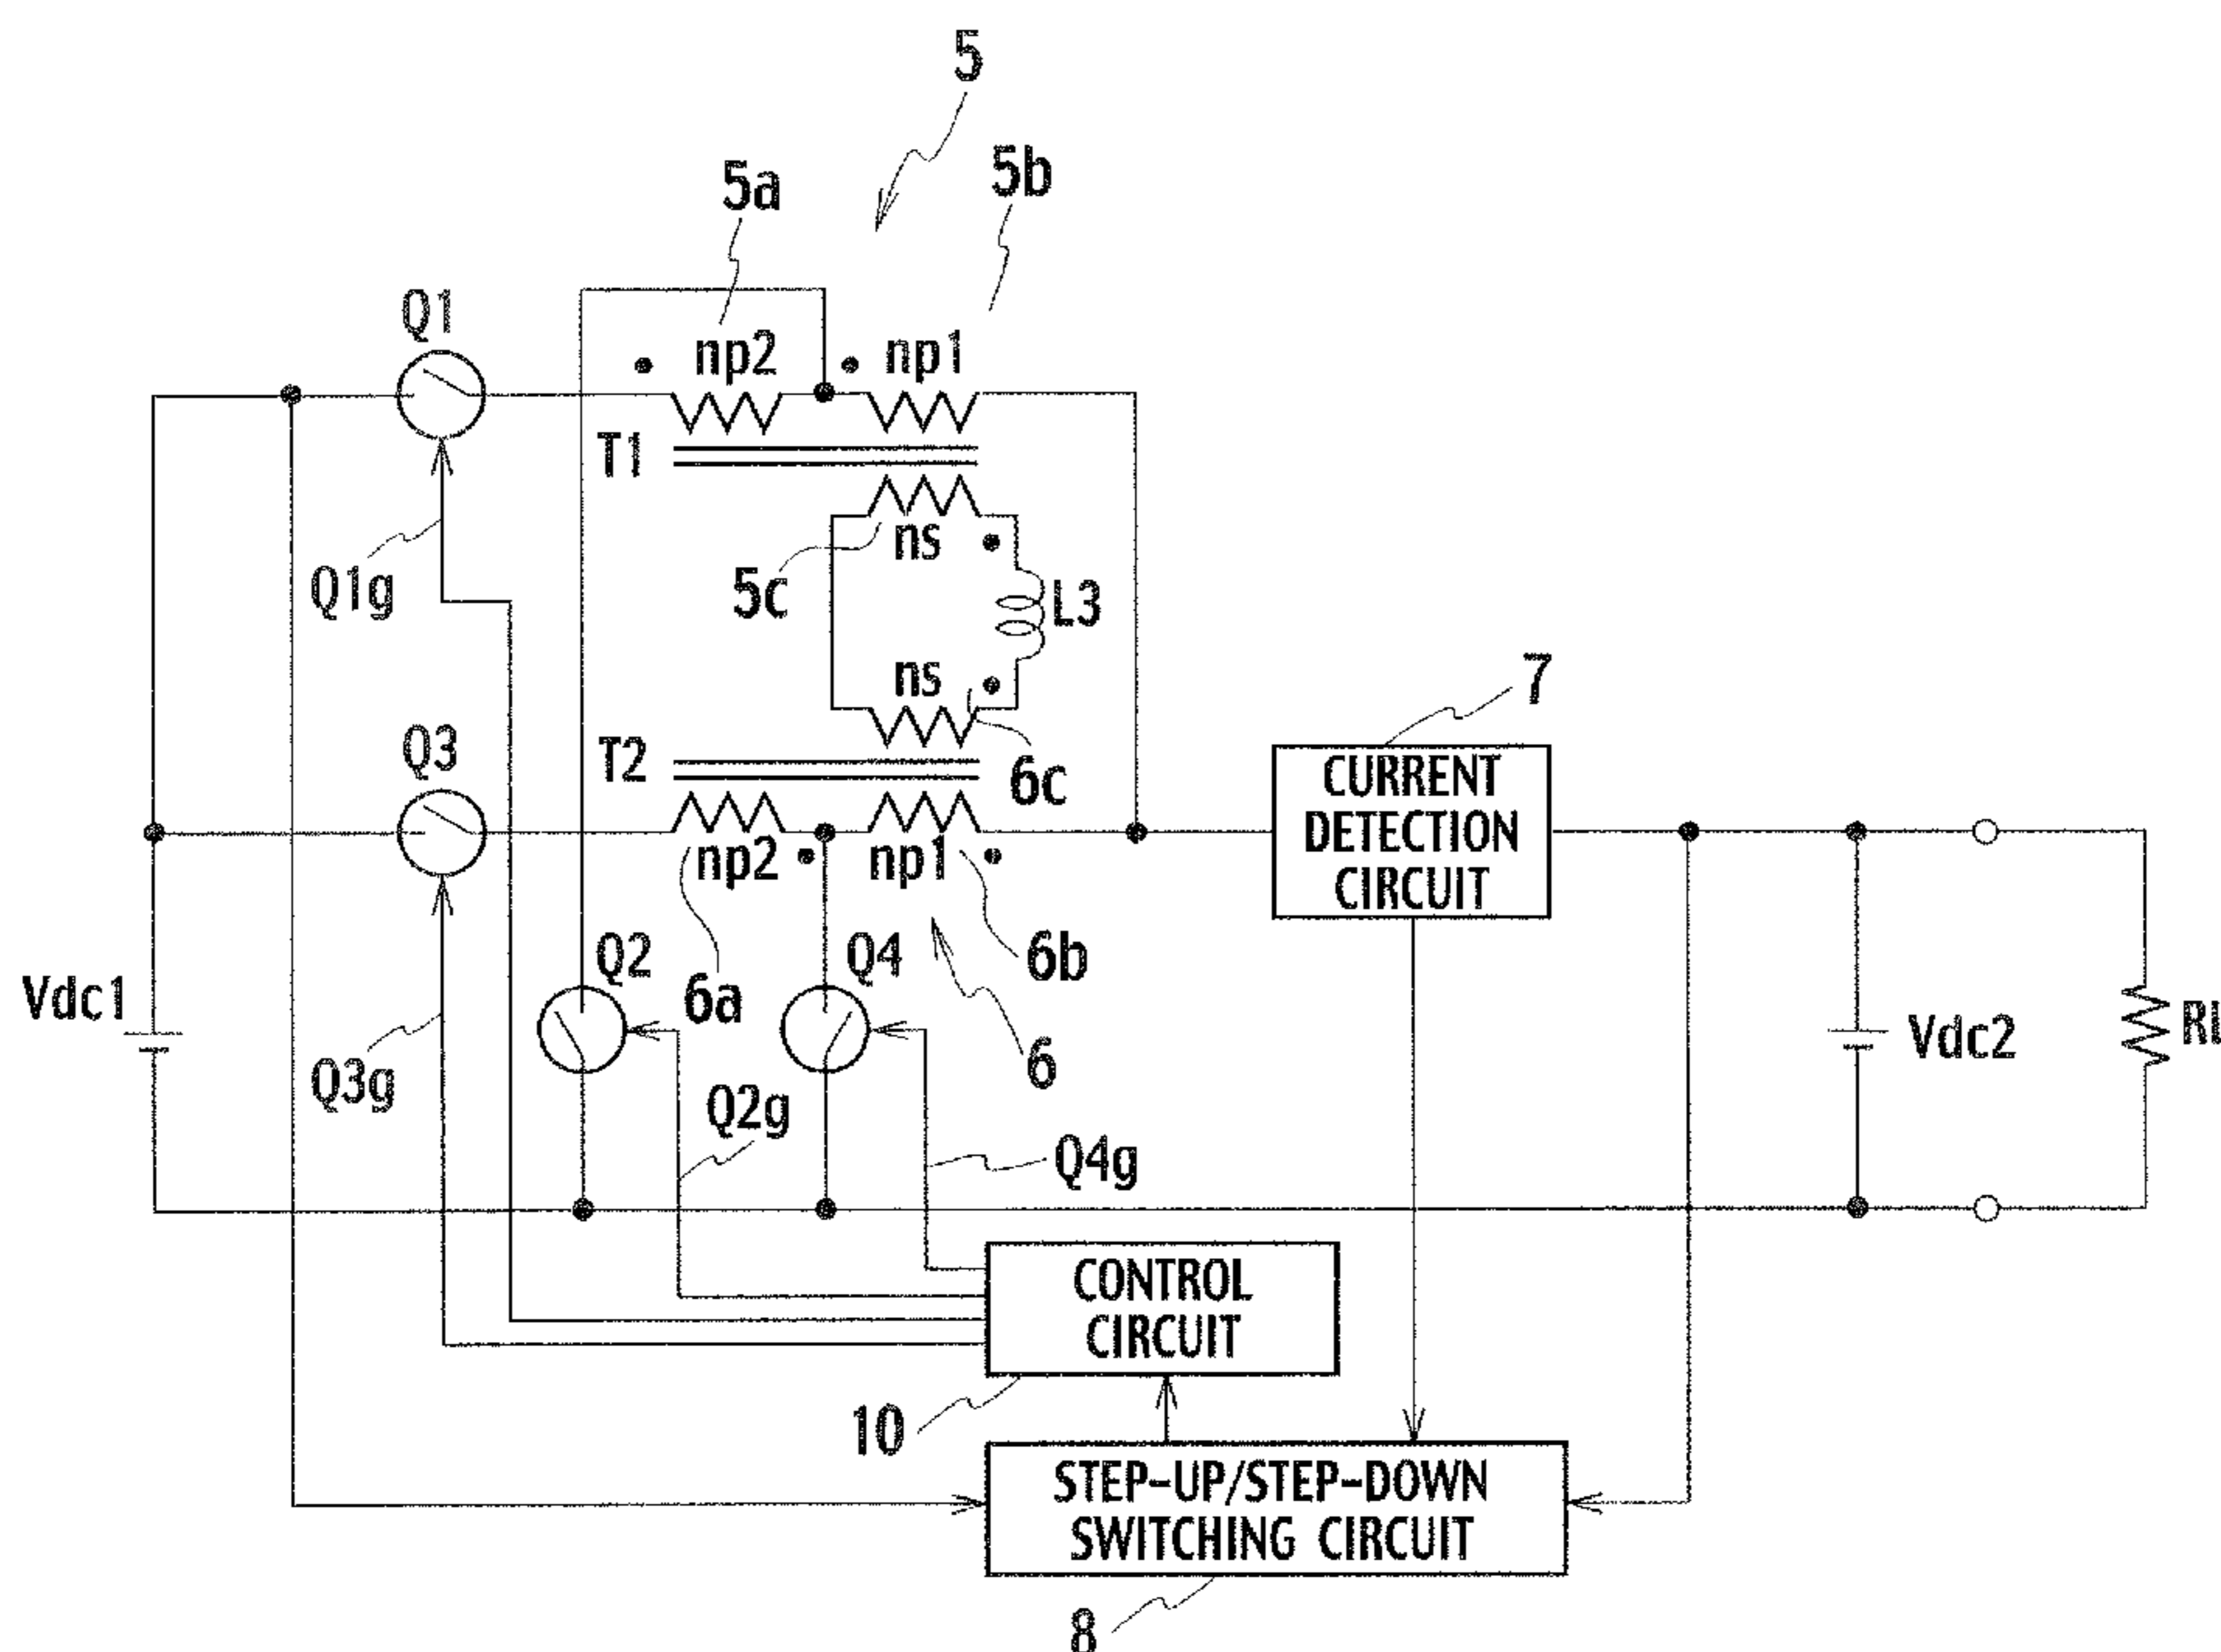 5
5a
5b
Q1
np2
np1
T1
ns
Q1g
5c
L3
ns
7
Q3
T2
6c
CURRENT
DETECTION
CIRCUIT
np2
np1
Q2
Q4
6b
6a
Vdc1
Vdc2
Rl
Q3g
6
Q2g
Q4g
CONTROL
CIRCUIT
10
STEP-UP/STEP-DOWN
SWITCHING CIRCUIT
8